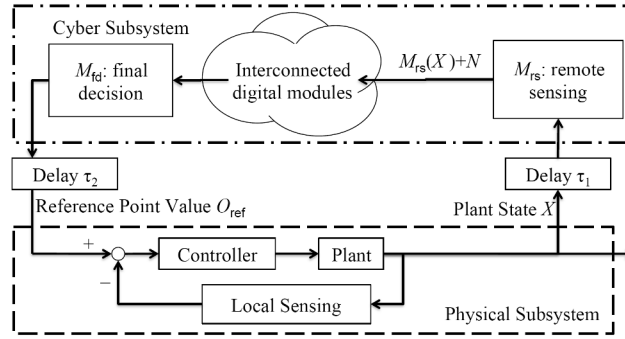 Cyber Subsystem
M_fd: final
decision
Interconnected
digital modules
M_rs(X)+N
M_rs: remote
sensing
Delay τ_2
Delay τ_1
Reference Point Value O_ref
Plant State X
+
−
Controller
Plant
Local Sensing
Physical Subsystem